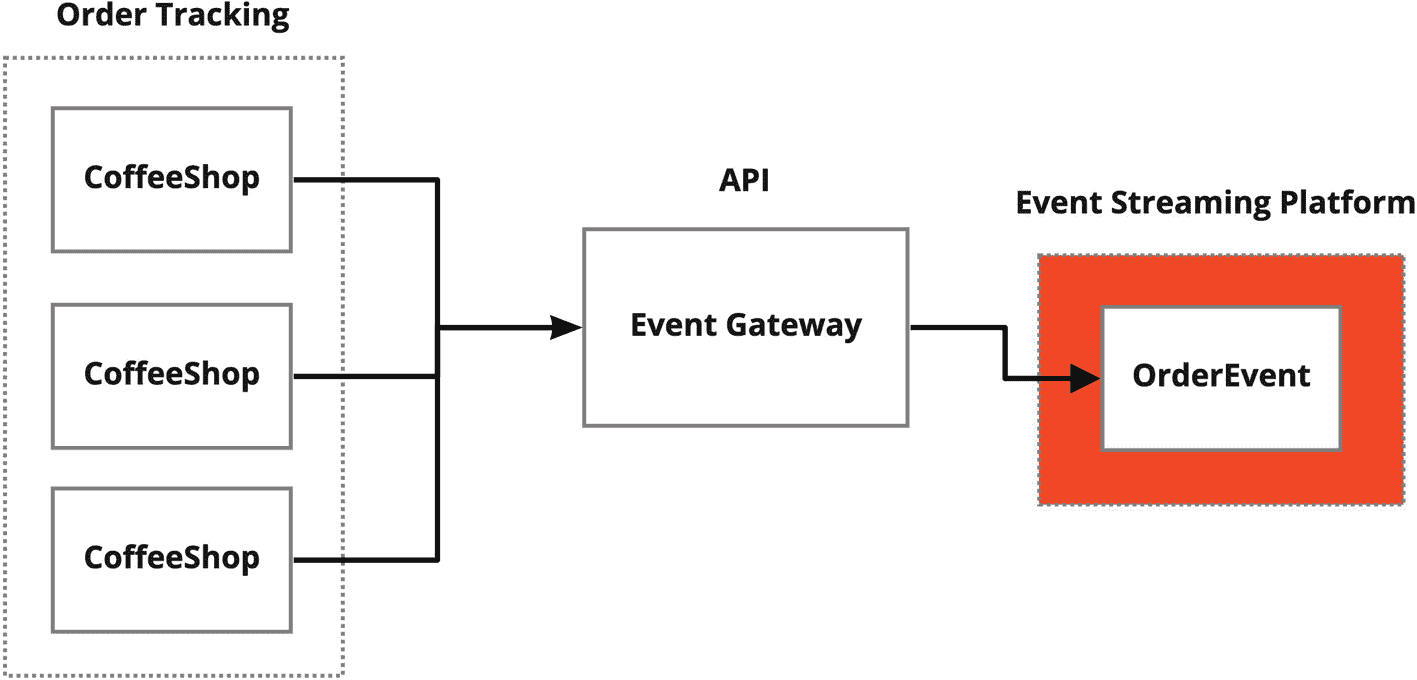 Order Tracking
CoffeeShop
CoffeeShop
CoffeeShop
API
Event Gateway
Event Streaming Platform
OrderEvent